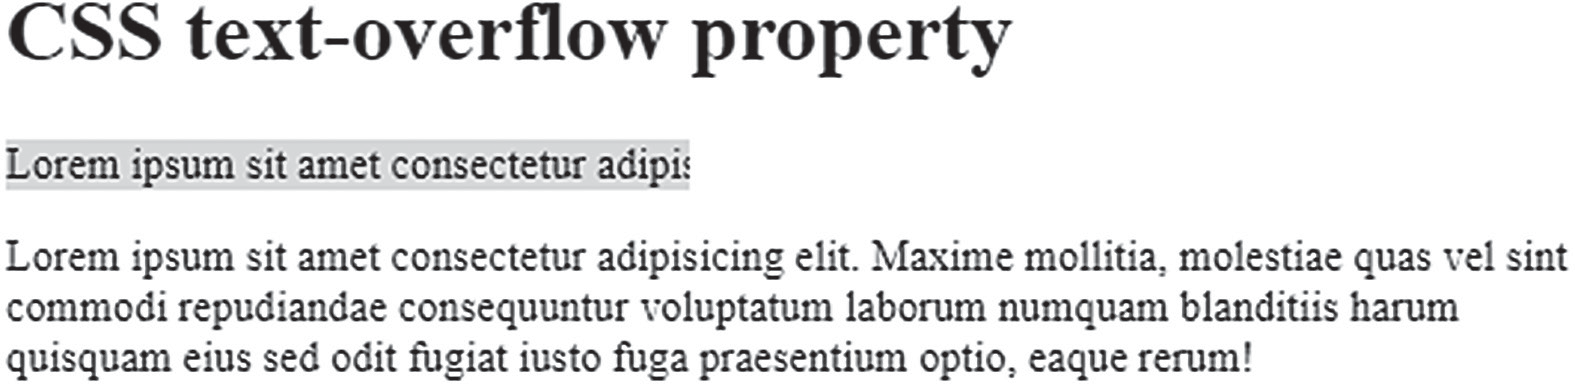 CSS text-overflow property
Lorem ipsum sit amet consectetur adipis
Lorem ipsum sit amet consectetur adipisicing elit. Maxime mollitia, molestiae quas vel sint
commodi repudiandae consequuntur voluptatum laborum numquam blanditiis harum
quisquam eius sed odit fugiat iusto fuga praesentium optio, eaque rerum!